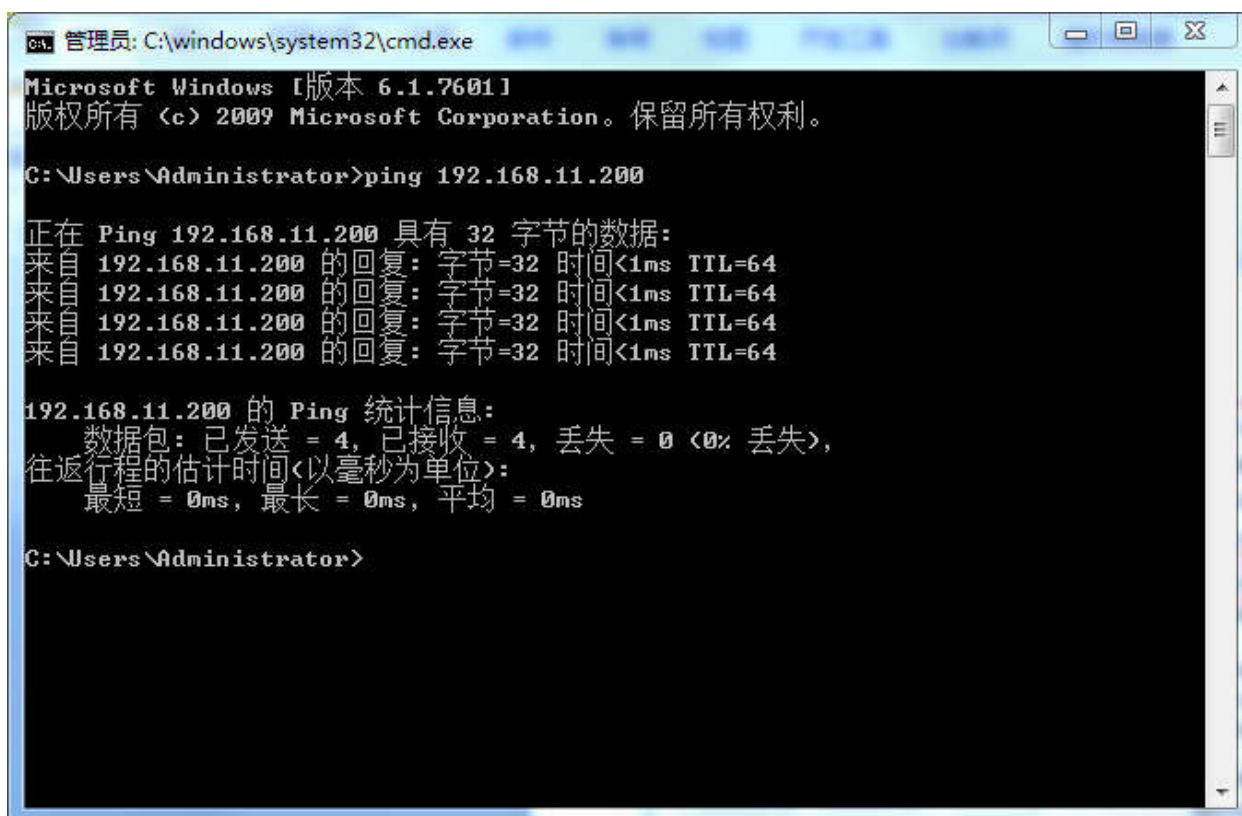 管理员: C:\windows\system32\cmd.exe
Microsoft Windows [版本 6.1.7601]
版权所有 (c) 2009 Microsoft Corporation。保留所有权利。
C:\Users\Administrator>ping 192.168.11.200
正在 Ping 192.168.11.200 具有 32 字节的数据:
来自 192.168.11.200 的回复: 字节=32 时间<1ms TTL=64
来自 192.168.11.200 的回复: 字节=32 时间<1ms TTL=64
来自 192.168.11.200 的回复: 字节=32 时间<1ms TTL=64
来自 192.168.11.200 的回复: 字节=32 时间<1ms TTL=64
192.168.11.200 的 Ping 统计信息:
数据包: 已发送 = 4, 已接收 = 4, 丢失 = 0 (0% 丢失),
往返行程的估计时间(以毫秒为单位):
最短 = 0ms, 最长 = 0ms, 平均 = 0ms
C:\Users\Administrator>